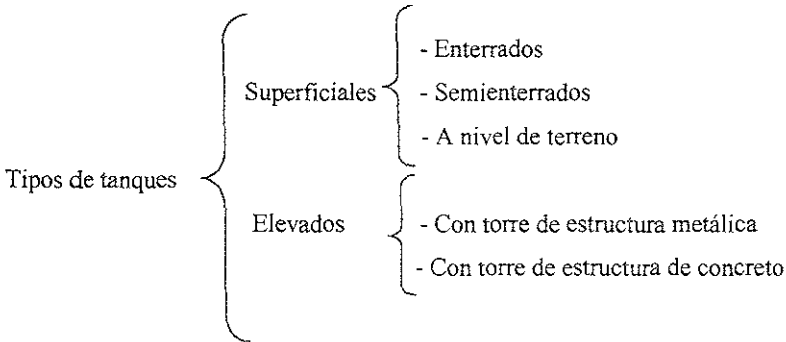 Tipos de tanques
Superficiales
- Enterrados
- Semienterrados
- A nivel de terreno
Elevados
- Con torre de estructura metálica
- Con torre de estructura de concreto